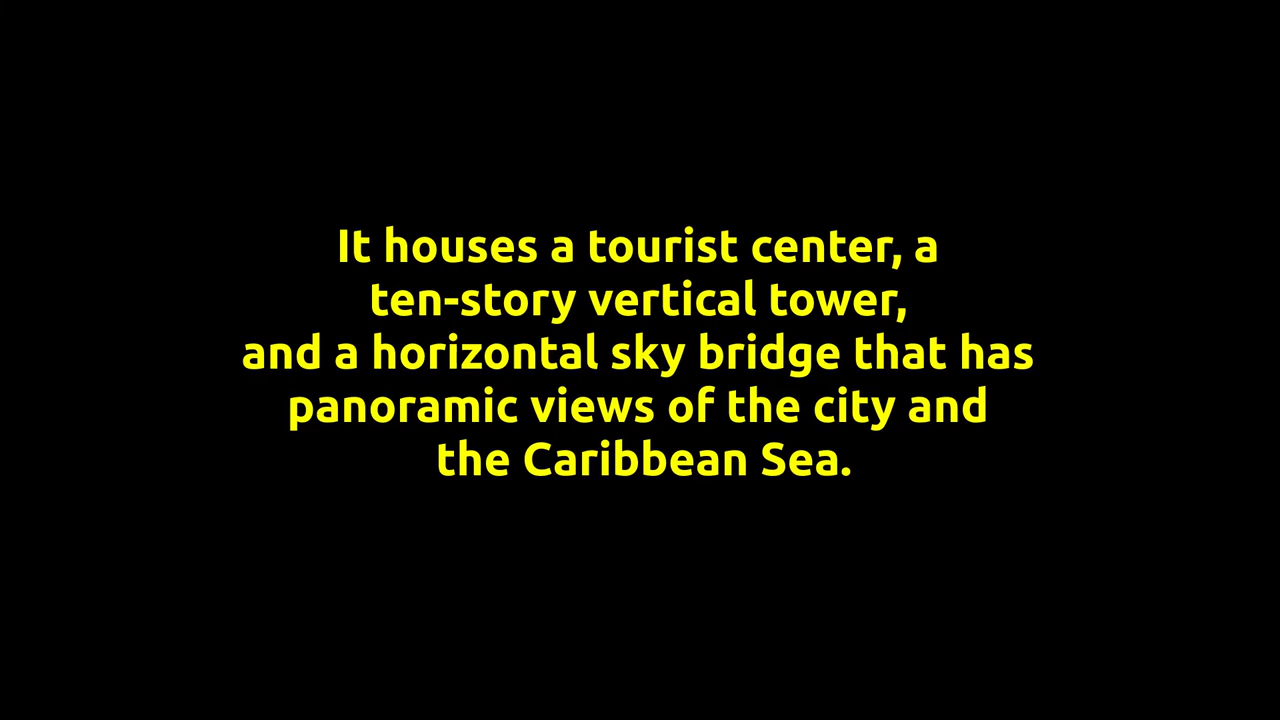 It houses a tourist center, a
ten-story vertical tower,
and a horizontal sky bridge that has
panoramic views of the city and
the Caribbean Sea.